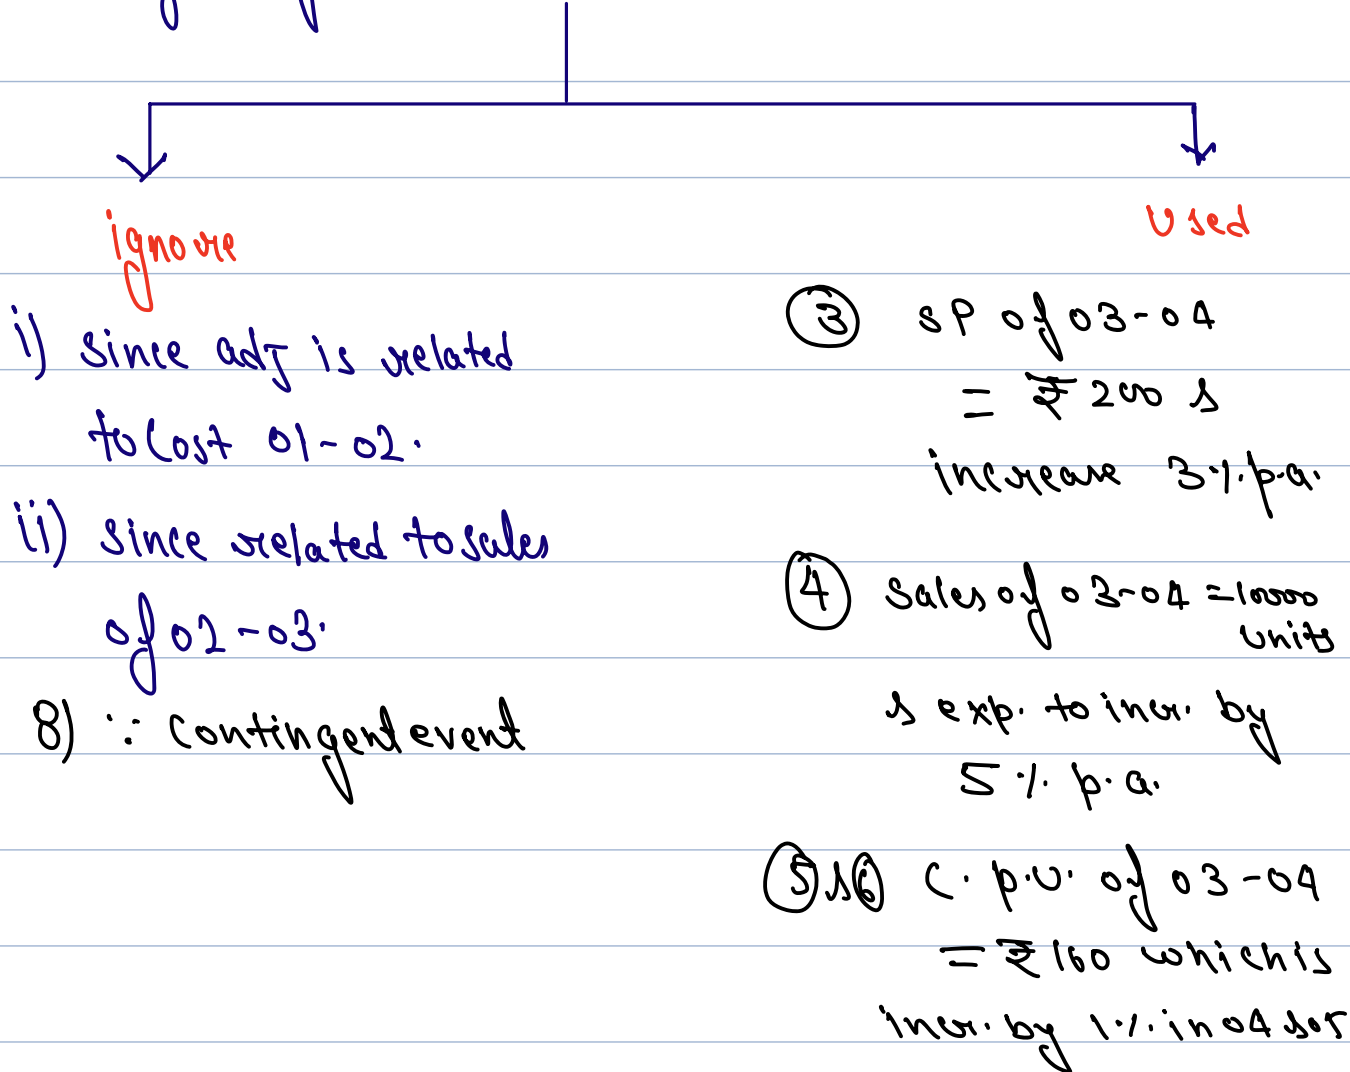 ignore
i) since adj is related
to cost 01-02.
ii) since related to sales
of 02-03.
8) ∵ contingent event
Used
③ SP of 03-04
= ₹ 200 &
increase 3% p.a.
④ Sales of 03-04 = 10000
units
& exp. to incr. by
5% p.a.
⑤ & ⑥ C. p.u. of 03-04
= ₹ 160 which is
incr. by 1% in 04 & 05